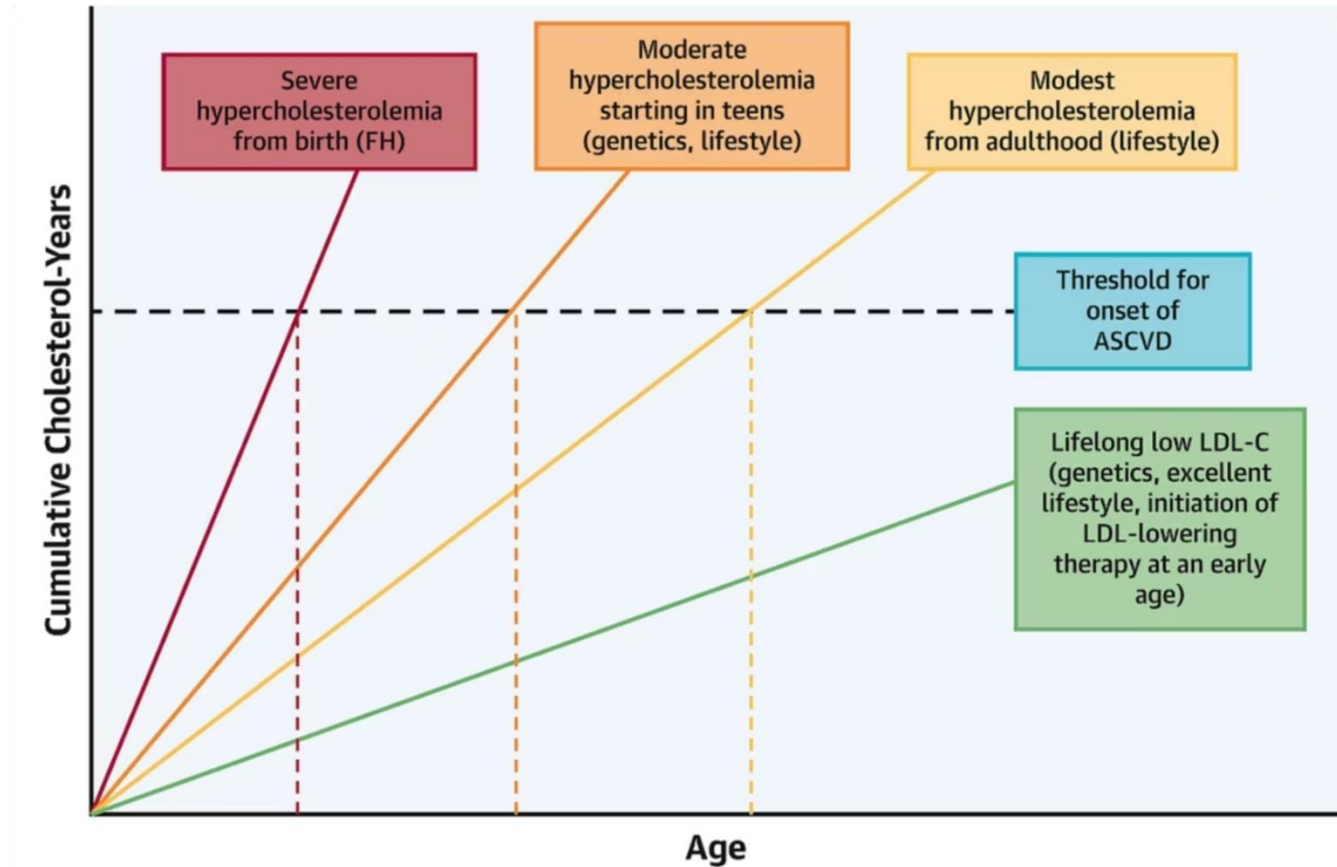 Severe
hypercholesterolemia
from birth (FH)
Moderate
hypercholesterolemia
starting in teens
(genetics, lifestyle)
Modest
hypercholesterolemia
from adulthood (lifestyle)
Cumulative Cholesterol-Years
Threshold for
onset of
ASCVD
Lifelong low LDL-C
(genetics, excellent
lifestyle, initiation of
LDL-lowering
therapy at an early
age)
Age